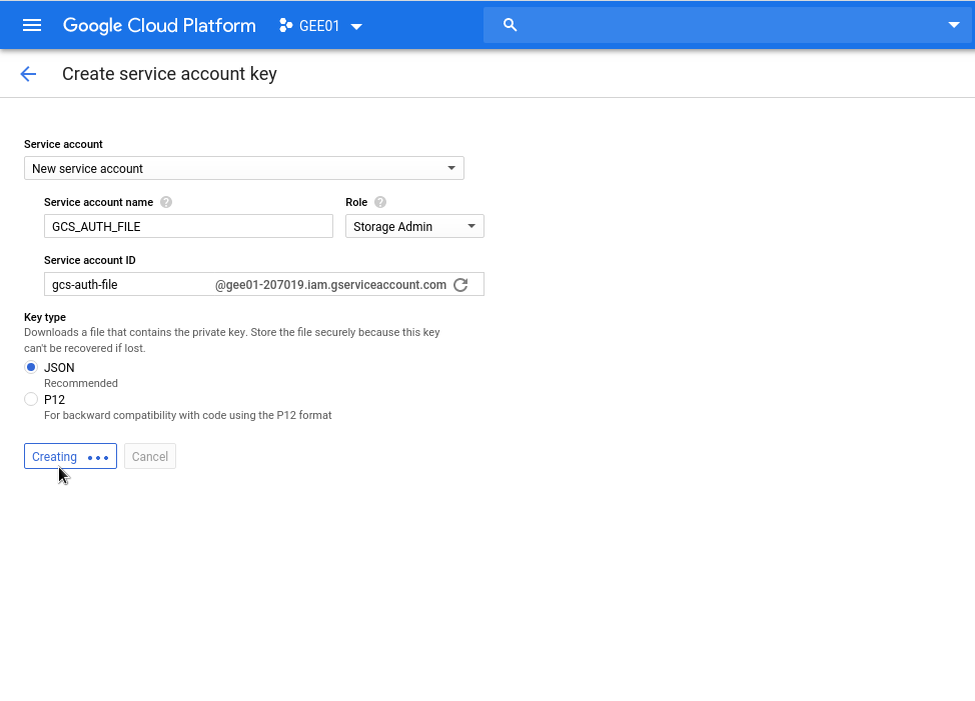 Google Cloud Platform GEE01
Create service account key
Service account
New service account
Service account name Role
GCS_AUTH_FILE Storage Admin
Service account ID
gcs-auth-file @gee01-207019.iam.gserviceaccount.com
Key type
Downloads a file that contains the private key. Store the file securely because this key
can't be recovered if lost.
JSON
Recommended
P12
For backward compatibility with code using the P12 format
Creating Cancel